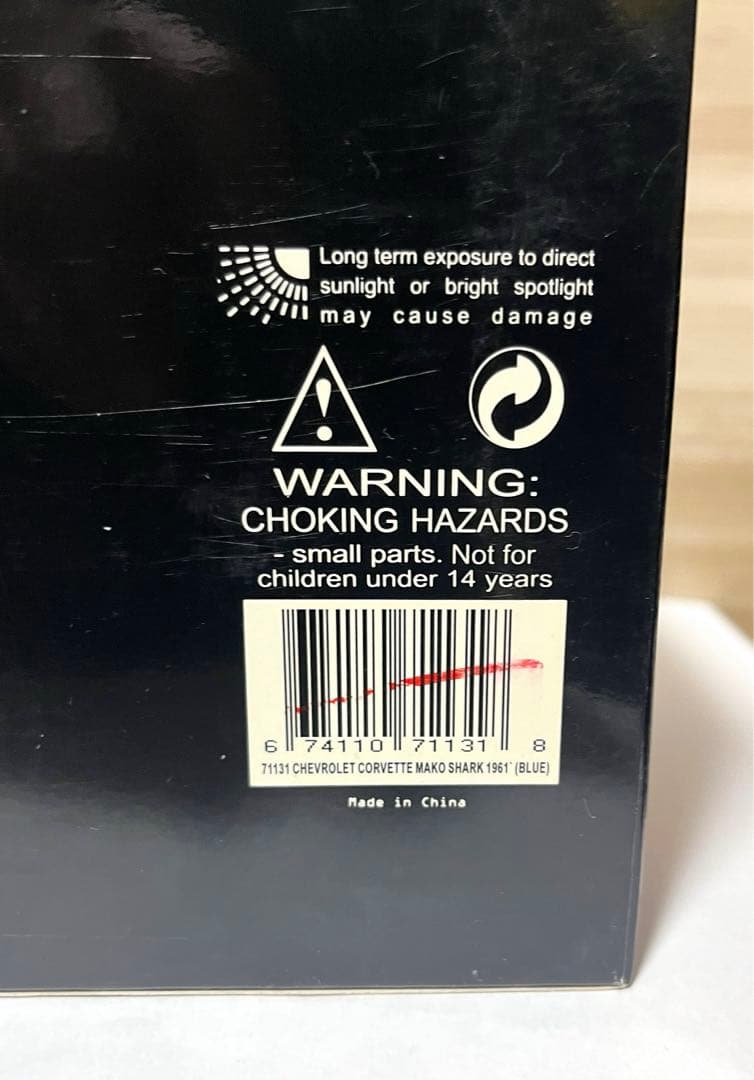 Long term exposure to direct
sunlight or bright spotlight
may cause damage
WARNING:
CHOKING HAZARDS
- small parts. Not for
children under 14 years
6 74110 71131 8
71131 CHEVROLET CORVETTE MAKO SHARK 1961' (BLUE)
Made in China